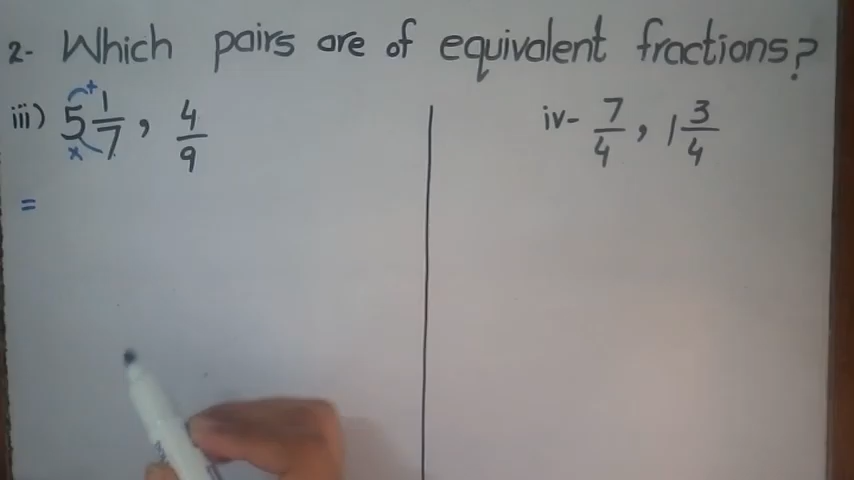 2- Which pairs are of equivalent fractions?
iii) 5 1/7, 4/9
+
x
=
iv- 7/4, 1 3/4